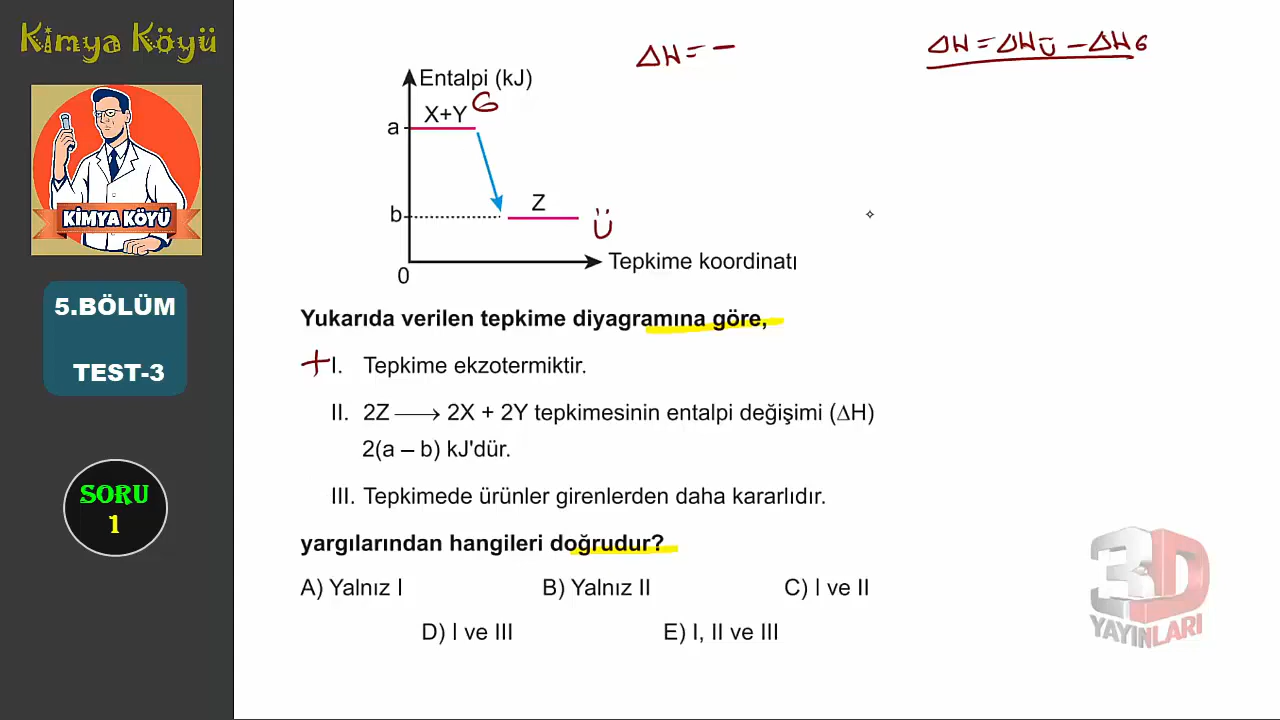 Kimya Köyü
KİMYA KÖYÜ
5.BÖLÜM
TEST-3
SORU
1
ΔH = −
ΔH = ΔHÜ − ΔHG
Entalpi (kJ)
X+Y G
a
Z
b
Ü
0
Tepkime koordinatı
Yukarıda verilen tepkime diyagramına göre,
+ I. Tepkime ekzotermiktir.
II. 2Z ⟶ 2X + 2Y tepkimesinin entalpi değişimi (ΔH)
2(a – b) kJ'dür.
III. Tepkimede ürünler girenlerden daha kararlıdır.
yargılarından hangileri doğrudur?
A) Yalnız I B) Yalnız II C) I ve II
D) I ve III E) I, II ve III
3D
YAYINLARI